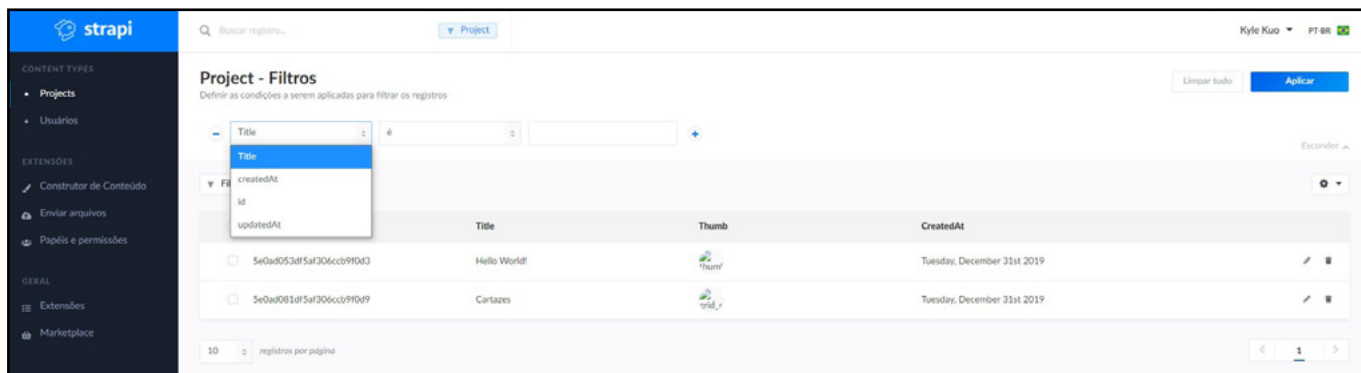 strapi
Buscar registro...
Project
Kyle Kuo
PT-BR
CONTENT TYPES
Projects
Usuários
EXTENSÕES
Construtor de Conteúdo
Enviar arquivos
Papéis e permissões
GERAL
Extensões
Marketplace
Project - Filtros
Definir as condições a serem aplicadas para filtrar os registros
Limpar tudo
Aplicar
Title
é
Esconder
Title
createdAt
id
updatedAt
Title Thumb CreatedAt
5e0ad053df5af306ccb9f0d3 Hello World! Tuesday, December 31st 2019
5e0ad081df5af306ccb9f0d9 Cartazes Tuesday, December 31st 2019
10 registros por página
1